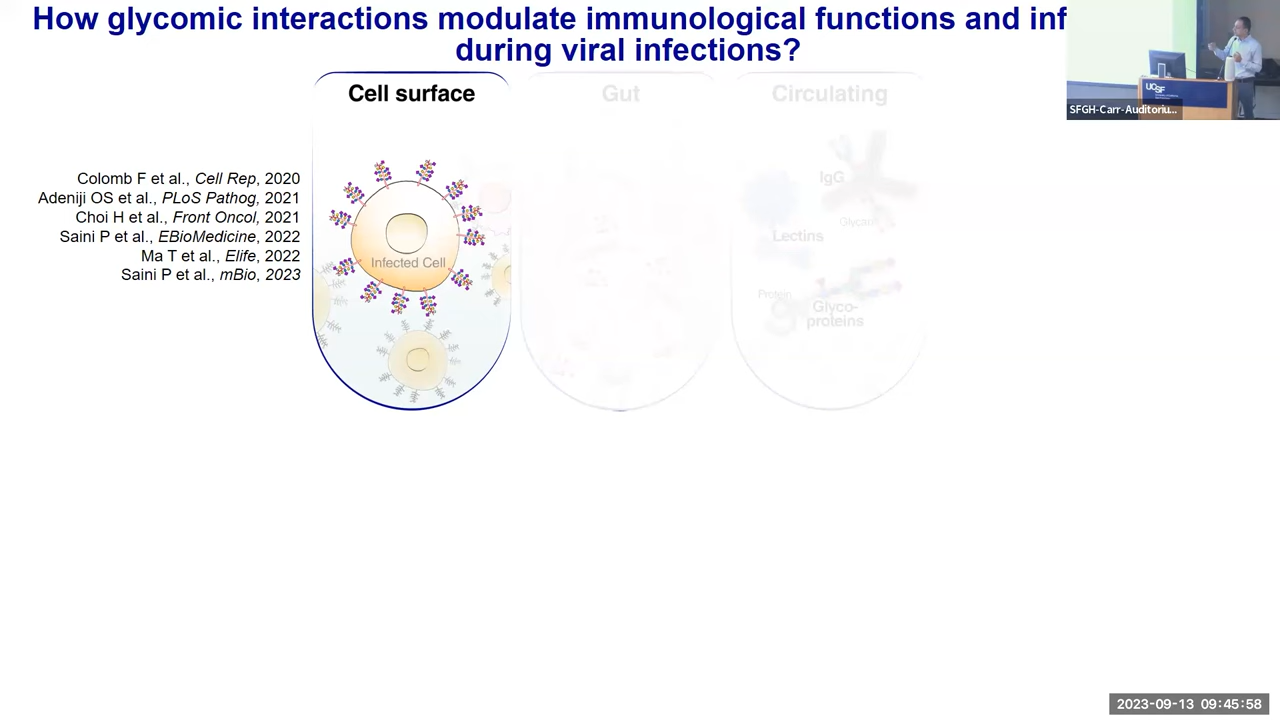 How glycomic interactions modulate immunological functions and inf
during viral infections?
Cell surface
Gut
Circulating
Colomb F et al., Cell Rep, 2020
Adeniji OS et al., PLoS Pathog, 2021
Choi H et al., Front Oncol, 2021
Saini P et al., EBioMedicine, 2022
Ma T et al., Elife, 2022
Saini P et al., mBio, 2023
Infected Cell
IgG
Glycans
Lectins
Protein
Glyco-
proteins
UCSF
SFGH-Carr-Auditoriu...
2023-09-13 09:45:58